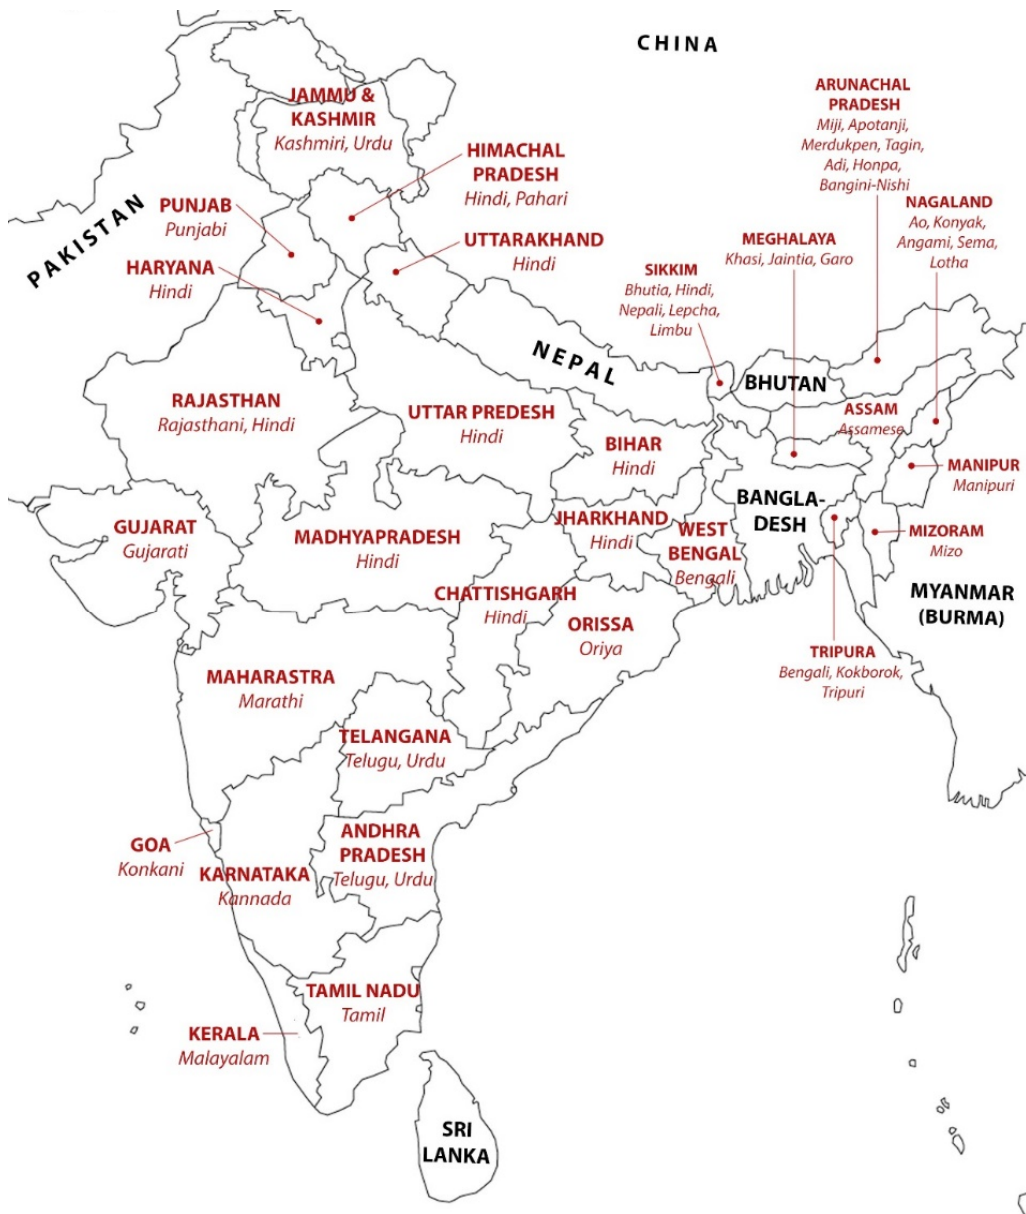 CHINA
JAMMU &
KASHMIR
Kashmiri, Urdu
ARUNACHAL
PRADESH
Miji, Apotanji,
Merdukpen, Tagin,
Adi, Honpa,
Bangini-Nishi
HIMACHAL
PRADESH
Hindi, Pahari
PAKISTAN
PUNJAB
Punjabi
NAGALAND
Ao, Konyak,
Angami, Sema,
Lotha
UTTARAKHAND
Hindi
MEGHALAYA
Khasi, Jaintia, Garo
HARYANA
Hindi
SIKKIM
Bhutia, Hindi,
Nepali, Lepcha,
Limbu
NEPAL
BHUTAN
RAJASTHAN
Rajasthani, Hindi
UTTAR PREDESH
Hindi
ASSAM
Assamese
BIHAR
Hindi
MANIPUR
Manipuri
BANGLA-
DESH
GUJARAT
Gujarati
MADHYAPRADESH
Hindi
JHARKHAND
Hindi
WEST
BENGAL
Bengali
MIZORAM
Mizo
CHATTISHGARH
Hindi
MYANMAR
(BURMA)
ORISSA
Oriya
TRIPURA
Bengali, Kokborok,
Tripuri
MAHARASTRA
Marathi
TELANGANA
Telugu, Urdu
GOA
Konkani
ANDHRA
PRADESH
Telugu, Urdu
KARNATAKA
Kannada
TAMIL NADU
Tamil
KERALA
Malayalam
SRI
LANKA